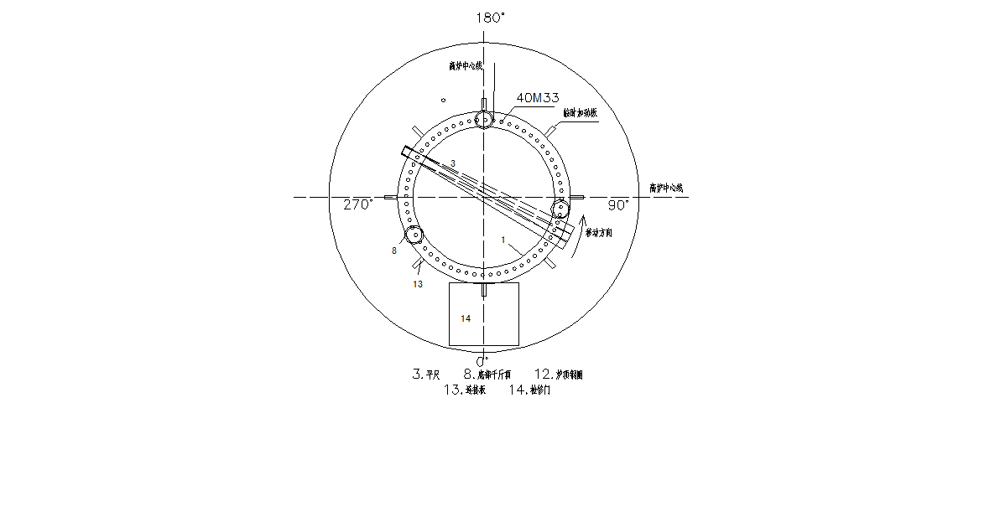 180°
高炉中心线
40M33
临时加劲板
3
高炉中心线
270°
90°
移动方向
1
8
13
14
0°
3.平尺 8.底部千斤顶 12.炉顶钢圈
13.连接板 14.检修门